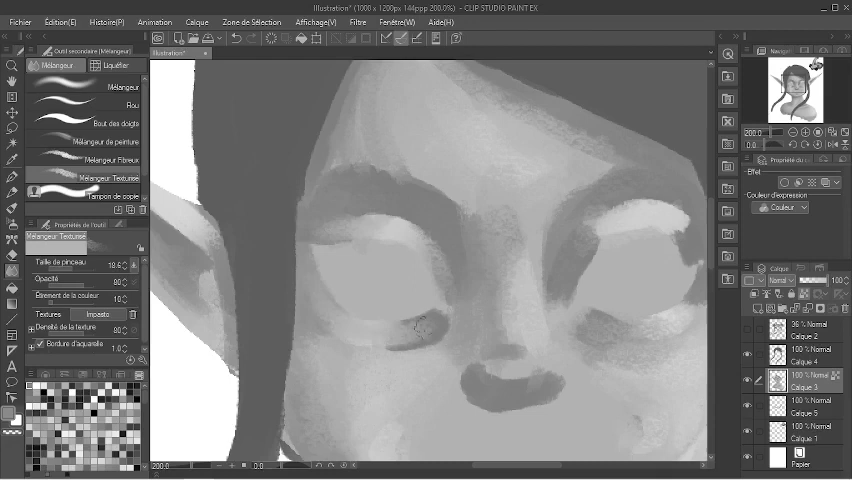 Illustration* (1000 x 1200px 144ppp 200.0%) - CLIP STUDIO PAINT EX
Fichier Édition(E) Histoire(P) Animation Calque Zone de Sélection Affichage(V) Filtre Fenêtre(W) Aide(H)
Outil secondaire (Mélangeur)
Illustration*
Mélangeur Liquéfier
Mélangeur
Flou
Bout des doigts
Mélangeur de peinture
Mélangeur Fibreux
Mélangeur Texturisé
Tampon de copie
Propriétés de l'outil
Mélangeur Texturisé
Taille de pinceau 18.6
Opacité 80
Étirement de la couleur 10
Textures Impasto
Densité de la texture 80
Bordure d'aquarelle 1.0
200.0 0.0
Navig
200.0
0.0
Propriété du
Effet
Couleur d'expression
Couleur
Calque
Normal 100
36 % Normal
Calque 2
100 % Normal
Calque 4
100 % Normal
Calque 3
100 % Normal
Calque 5
100 % Normal
Calque 1
Papier